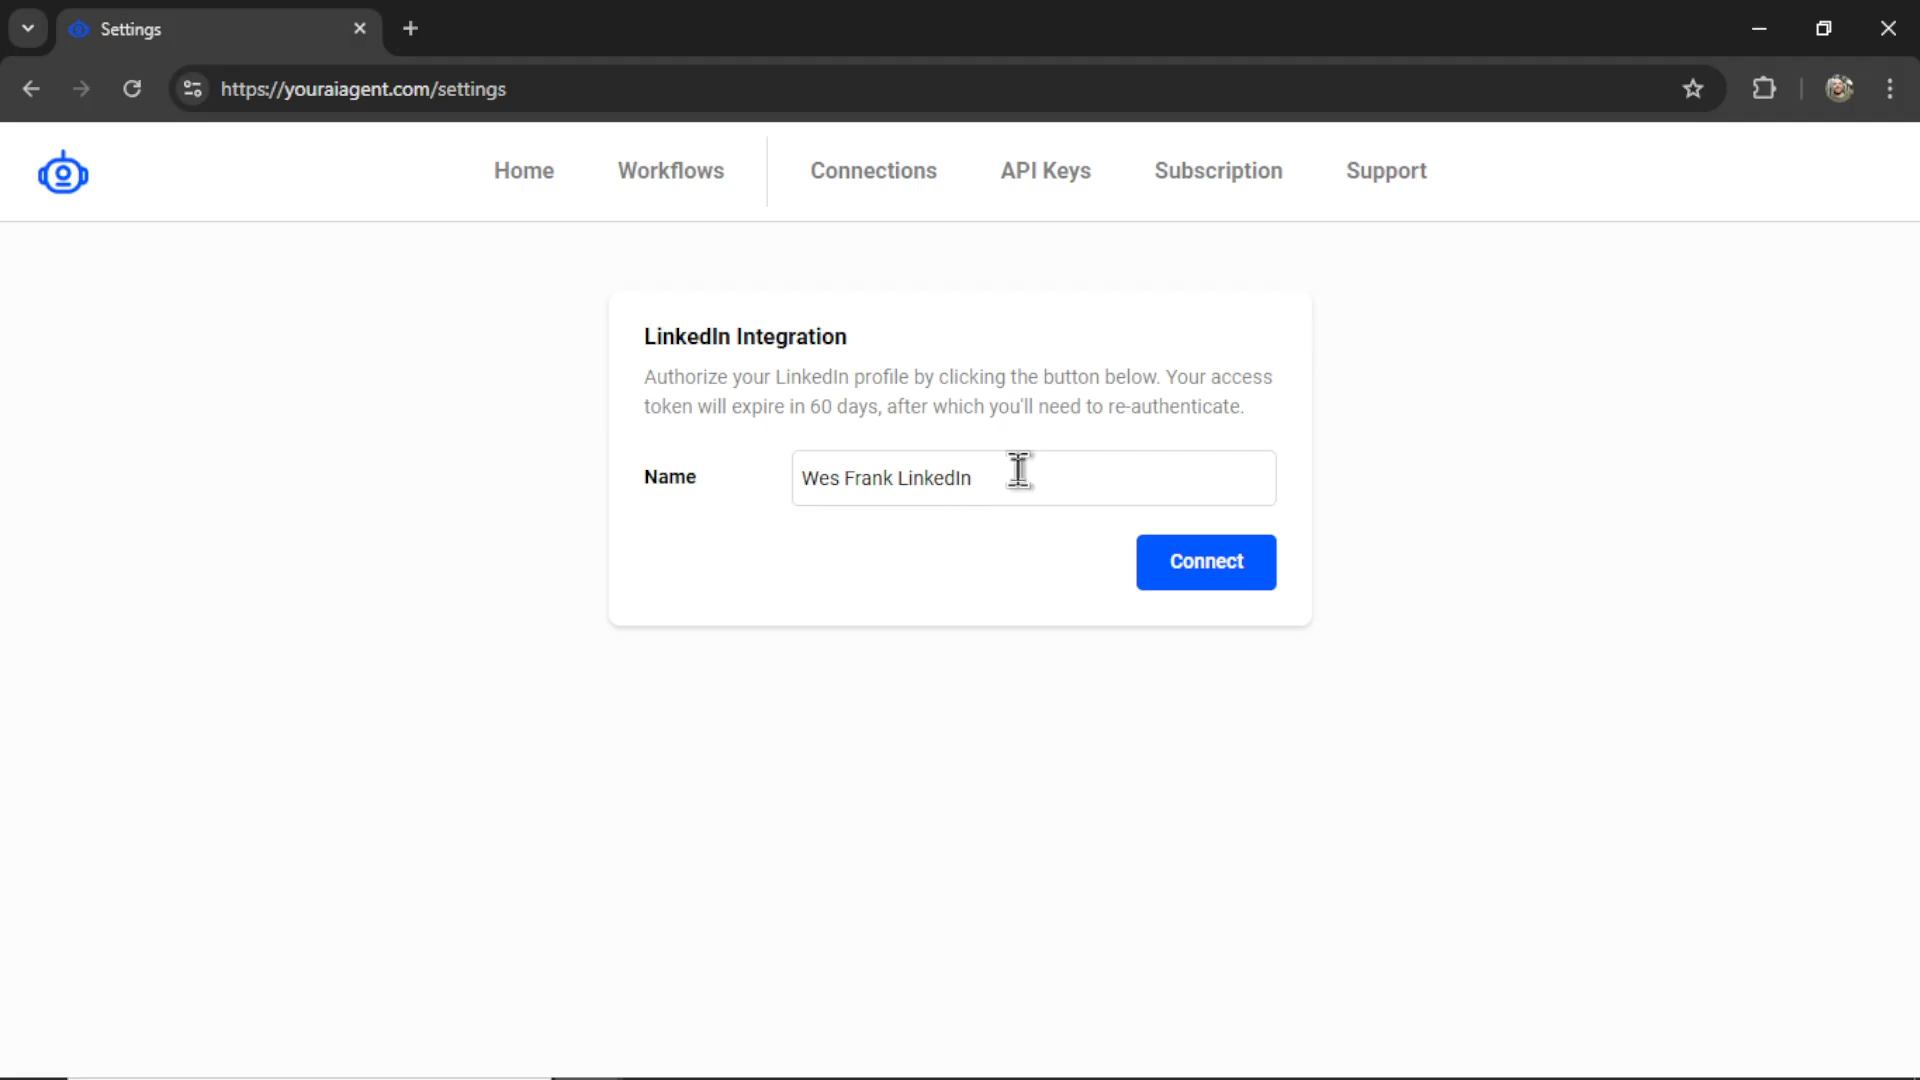 Settings
https://youraiagent.com/settings
Home Workflows Connections API Keys Subscription Support
LinkedIn Integration
Authorize your LinkedIn profile by clicking the button below. Your access
token will expire in 60 days, after which you'll need to re-authenticate.
Name Wes Frank LinkedIn
Connect